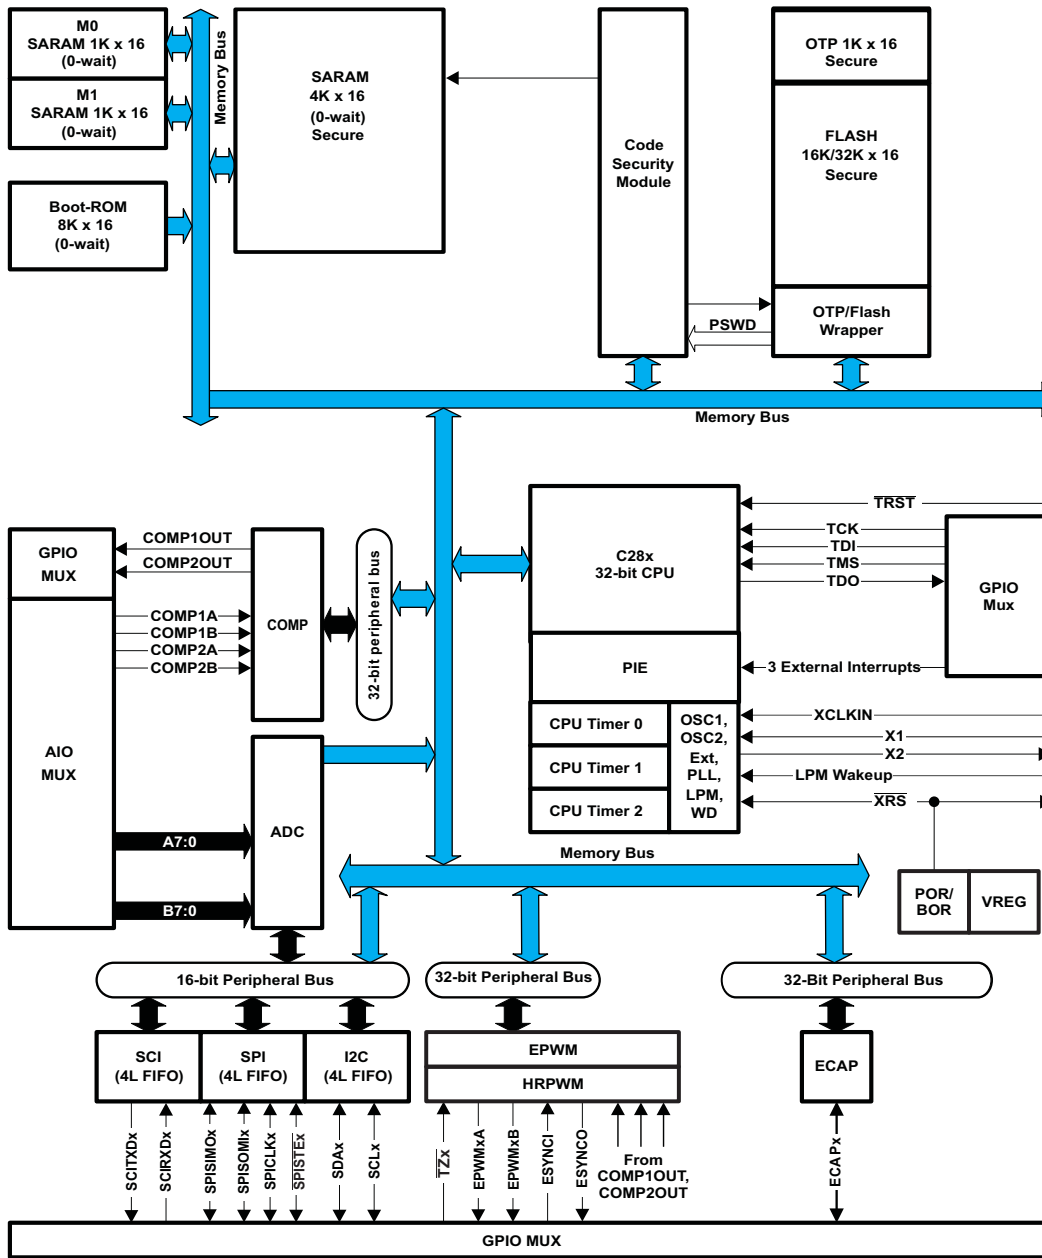 M0
SARAM 1K x 16
(0-wait)
M1
SARAM 1K x 16
(0-wait)
Boot-ROM
8K x 16
(0-wait)
Memory Bus
SARAM
4K x 16
(0-wait)
Secure
Code
Security
Module
OTP 1K x 16
Secure
FLASH
16K/32K x 16
Secure
OTP/Flash
Wrapper
PSWD
Memory Bus
GPIO
MUX
AIO
MUX
COMP1OUT
COMP2OUT
COMP1A
COMP1B
COMP2A
COMP2B
COMP
32-bit peripheral bus
ADC
A7:0
B7:0
C28x
32-bit CPU
PIE
CPU Timer 0
CPU Timer 1
CPU Timer 2
OSC1,
OSC2,
Ext,
PLL,
LPM,
WD
TRST
TCK
TDI
TMS
TDO
GPIO
Mux
3 External Interrupts
XCLKIN
X1
X2
LPM Wakeup
XRS
POR/
BOR
VREG
Memory Bus
16-bit Peripheral Bus
32-bit Peripheral Bus
32-Bit Peripheral Bus
SCI
(4L FIFO)
SPI
(4L FIFO)
I2C
(4L FIFO)
EPWM
HRPWM
ECAP
SCITXDx
SCIRXDx
SPISIMOx
SPISOMIx
SPICLKx
SPISTEx
SDAx
SCLx
TZx
EPWMxA
EPWMxB
ESYNCI
ESYNCO
From
COMP1OUT,
COMP2OUT
ECAPx
GPIO MUX